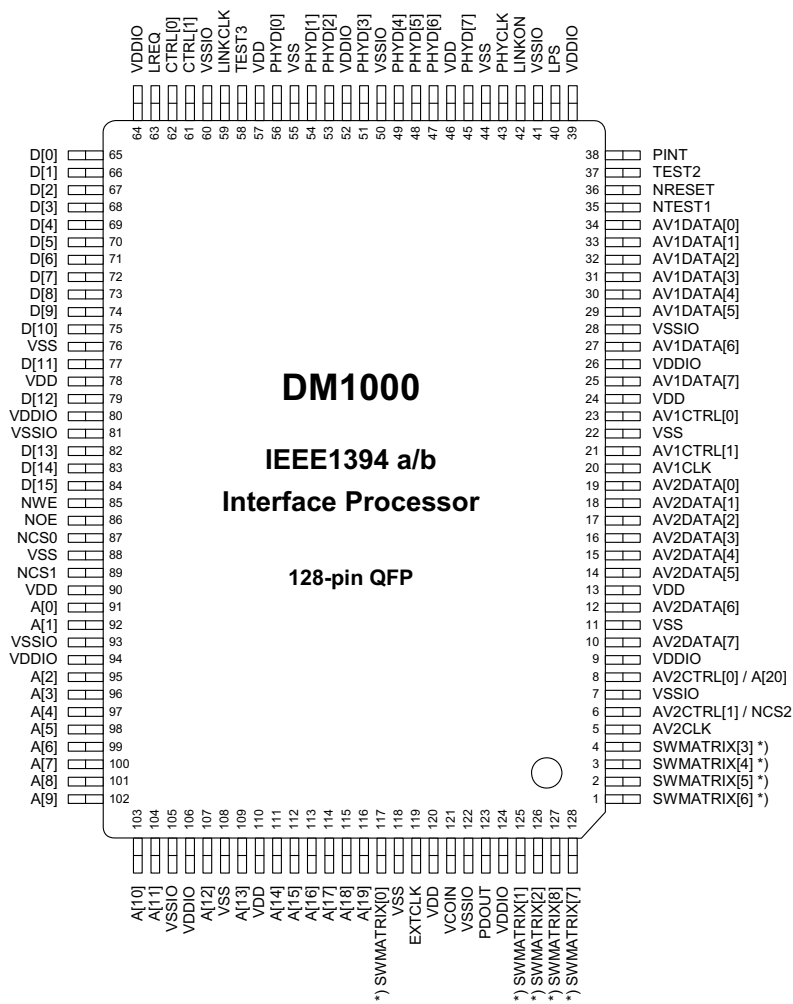 VDDIO
LREQ
CTRL[0]
CTRL[1]
VSSIO
LINKCLK
TEST3
VDD
PHYD[0]
VSS
PHYD[1]
PHYD[2]
VDDIO
PHYD[3]
VSSIO
PHYD[4]
PHYD[5]
PHYD[6]
VDD
PHYD[7]
VSS
PHYCLK
LINKON
VSSIO
LPS
VDDIO
64 63 62 61 60 59 58 57 56 55 54 53 52 51 50 49 48 47 46 45 44 43 42 41 40 39
D[0] 65
D[1] 66
D[2] 67
D[3] 68
D[4] 69
D[5] 70
D[6] 71
D[7] 72
D[8] 73
D[9] 74
D[10] 75
VSS 76
D[11] 77
VDD 78
D[12] 79
VDDIO 80
VSSIO 81
D[13] 82
D[14] 83
D[15] 84
NWE 85
NOE 86
NCS0 87
VSS 88
NCS1 89
VDD 90
A[0] 91
A[1] 92
VSSIO 93
VDDIO 94
A[2] 95
A[3] 96
A[4] 97
A[5] 98
A[6] 99
A[7] 100
A[8] 101
A[9] 102
DM1000
IEEE1394 a/b
Interface Processor
128-pin QFP
38 PINT
37 TEST2
36 NRESET
35 NTEST1
34 AV1DATA[0]
33 AV1DATA[1]
32 AV1DATA[2]
31 AV1DATA[3]
30 AV1DATA[4]
29 AV1DATA[5]
28 VSSIO
27 AV1DATA[6]
26 VDDIO
25 AV1DATA[7]
24 VDD
23 AV1CTRL[0]
22 VSS
21 AV1CTRL[1]
20 AV1CLK
19 AV2DATA[0]
18 AV2DATA[1]
17 AV2DATA[2]
16 AV2DATA[3]
15 AV2DATA[4]
14 AV2DATA[5]
13 VDD
12 AV2DATA[6]
11 VSS
10 AV2DATA[7]
9 VDDIO
8 AV2CTRL[0] / A[20]
7 VSSIO
6 AV2CTRL[1] / NCS2
5 AV2CLK
4 SWMATRIX[3] *)
3 SWMATRIX[4] *)
2 SWMATRIX[5] *)
1 SWMATRIX[6] *)
103 104 105 106 107 108 109 110 111 112 113 114 115 116 117 118 119 120 121 122 123 124 125 126 127 128
A[10]
A[11]
VSSIO
VDDIO
A[12]
VSS
A[13]
VDD
A[14]
A[15]
A[16]
A[17]
A[18]
A[19]
*) SWMATRIX[0]
VSS
EXTCLK
VDD
VCOIN
VSSIO
PDOUT
VDDIO
*) SWMATRIX[1]
*) SWMATRIX[2]
*) SWMATRIX[8]
*) SWMATRIX[7]